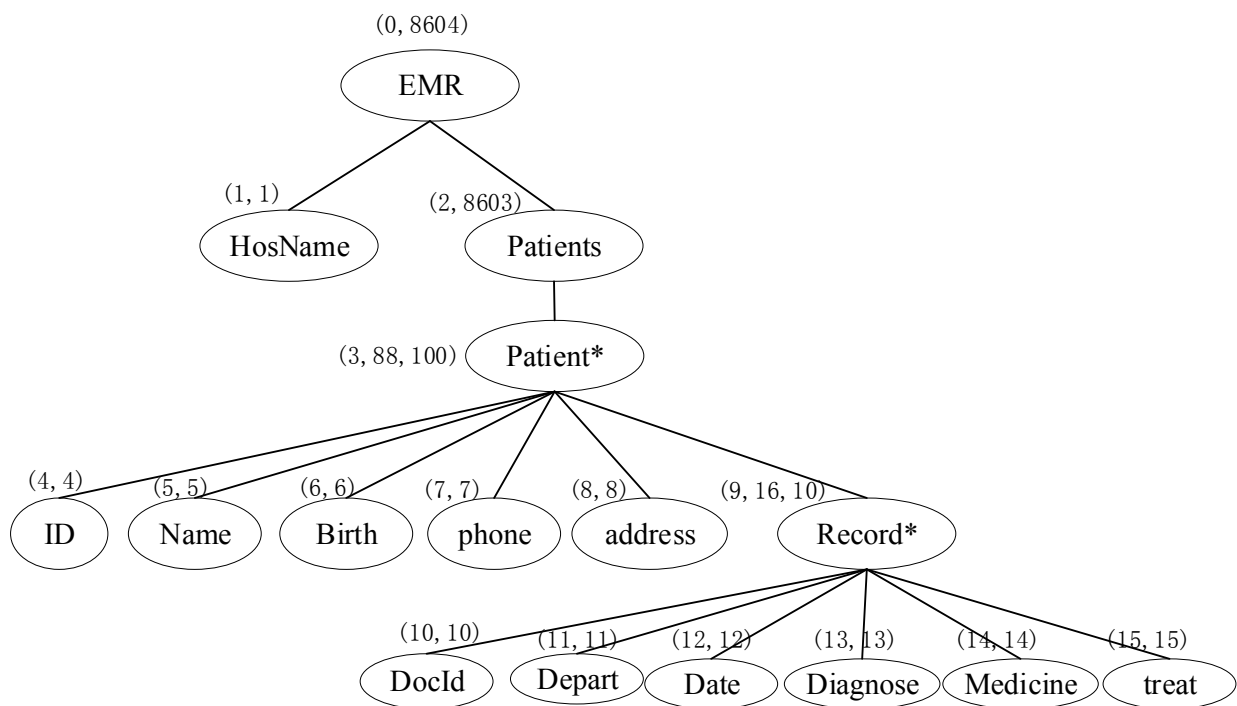 (0, 8604)
EMR
(1, 1)
(2, 8603)
HosName
Patients
(3, 88, 100)
Patient*
(4, 4)
(5, 5)
(6, 6)
(7, 7)
(8, 8)
(9, 16, 10)
ID
Name
Birth
phone
address
Record*
(10, 10)
(11, 11)
(12, 12)
(13, 13)
(14, 14)
(15, 15)
DocId
Depart
Date
Diagnose
Medicine
treat